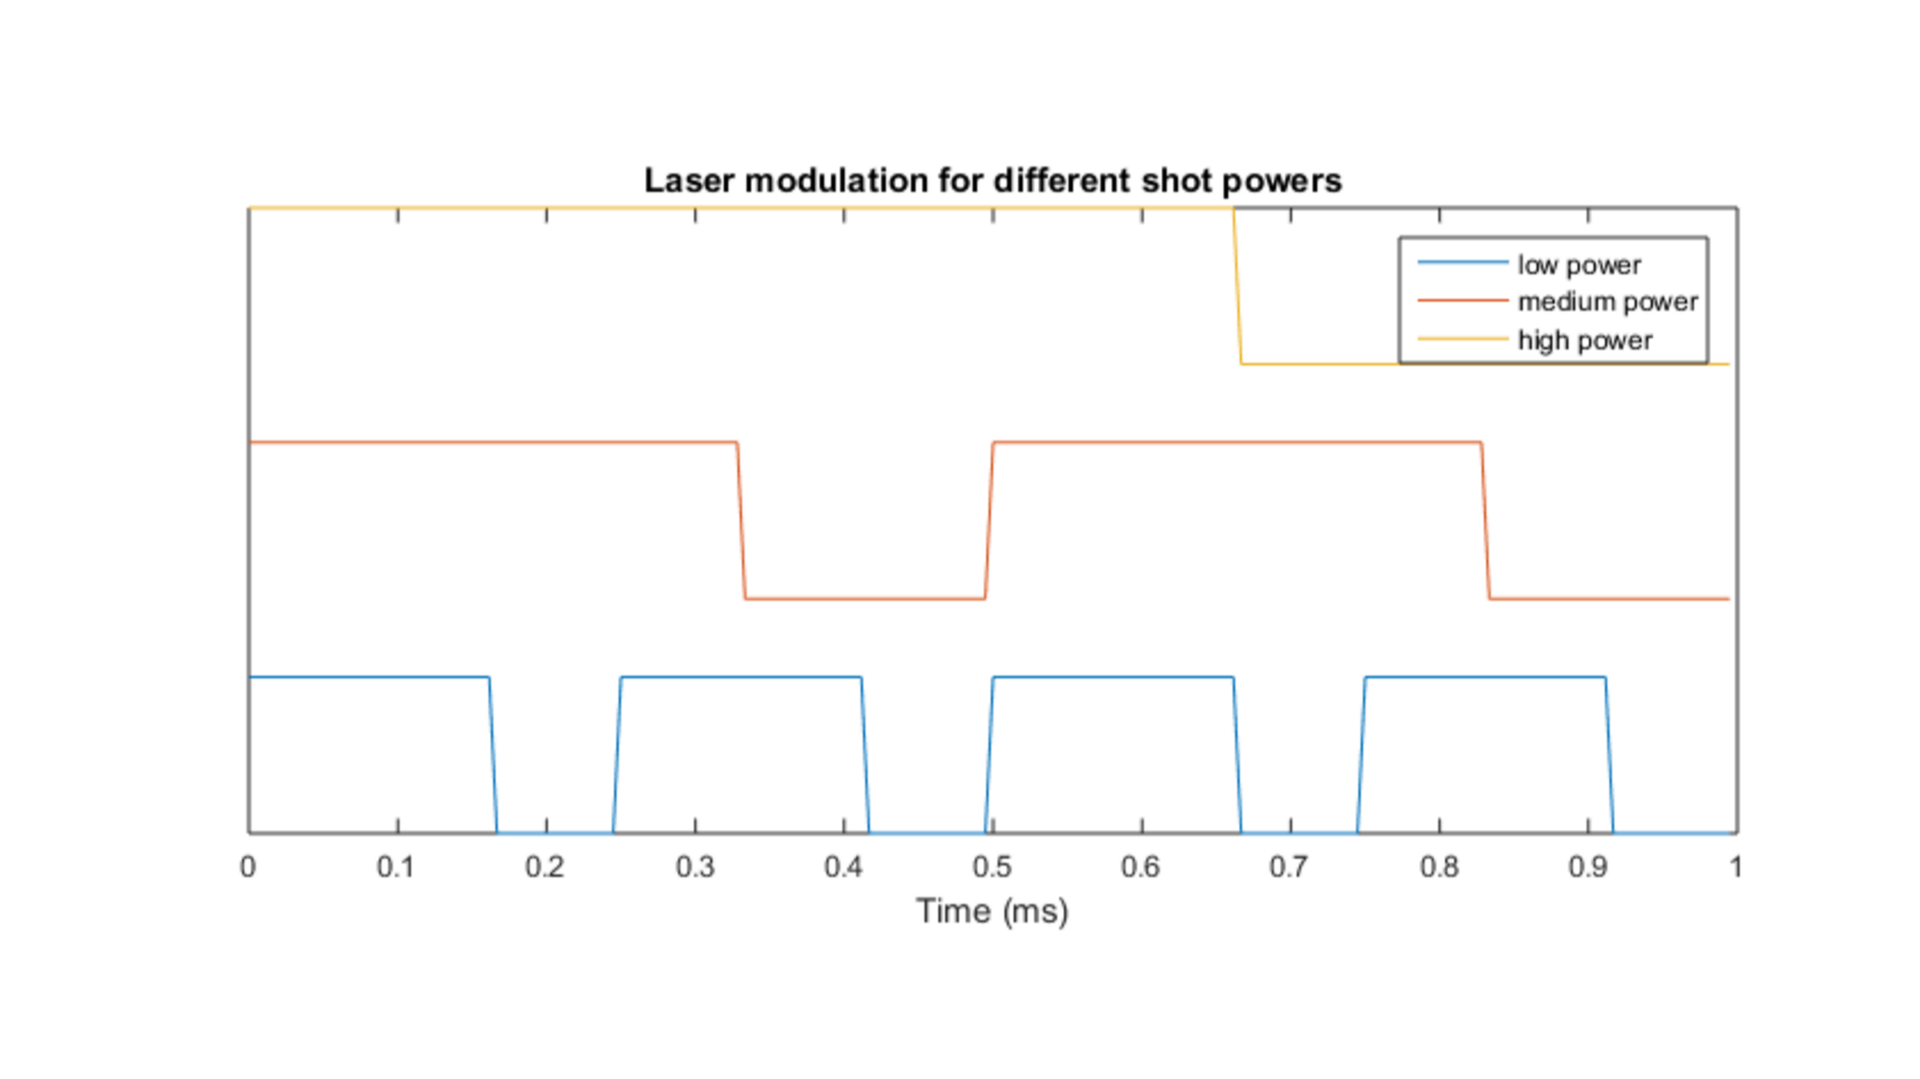 Laser modulation for different shot powers
low power
medium power
high power
0 0.1 0.2 0.3 0.4 0.5 0.6 0.7 0.8 0.9 1
Time (ms)